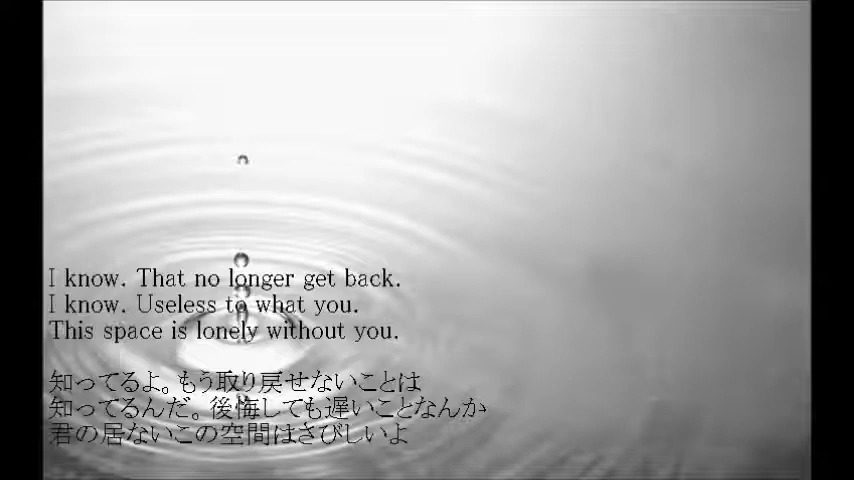 I know. That no longer get back.
I know. Useless to what you.
This space is lonely without you.
知ってるよ。もう取り戻せないことは
知ってるんだ。後悔しても遅いことなんか
君の居ないこの空間はさびしいよ